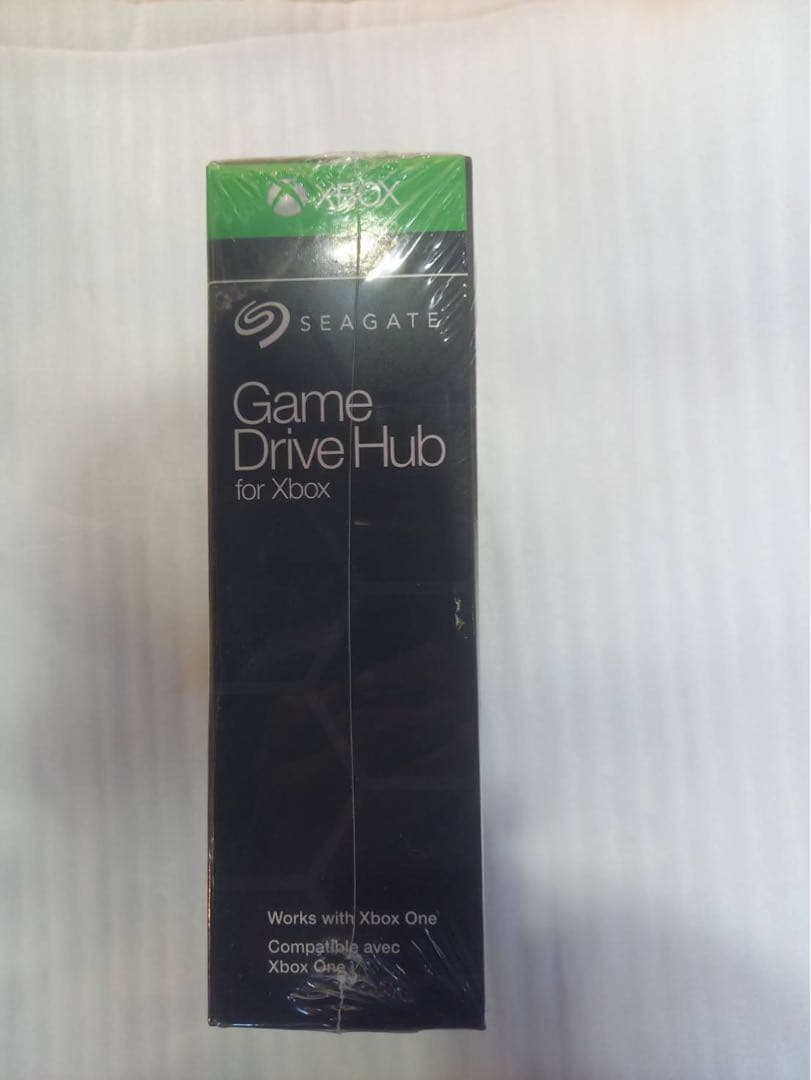 XBOX
SEAGATE
Game
Drive Hub
for Xbox
Works with Xbox One
Compatible avec
Xbox One